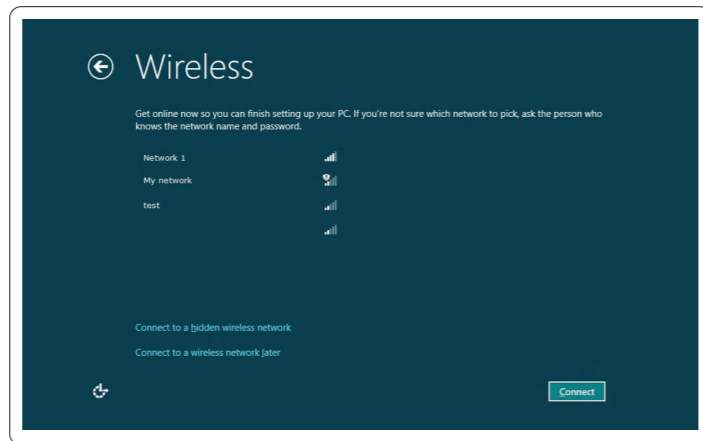 Wireless
Get online now so you can finish setting up your PC. If you're not sure which network to pick, ask the person who
knows the network name and password.
Network 1
My network
test
Connect to a hidden wireless network
Connect to a wireless network later
Connect